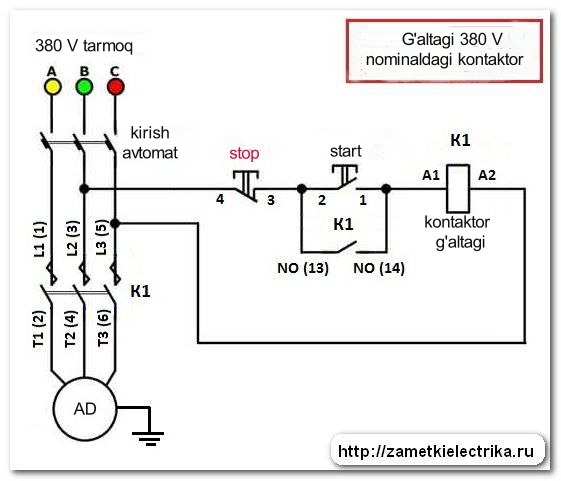 380 V tarmoq
G'altagi 380 V
nominaldagi kontaktor
A
B
C
kirish
avtomat
stop
start
K1
4
3
2
1
A1
A2
K1
kontaktor
g'altagi
L1 (1)
L2 (3)
L3 (5)
NO (13)
NO (14)
K1
T1 (2)
T2 (4)
T3 (6)
AD
http://zametkielectrika.ru